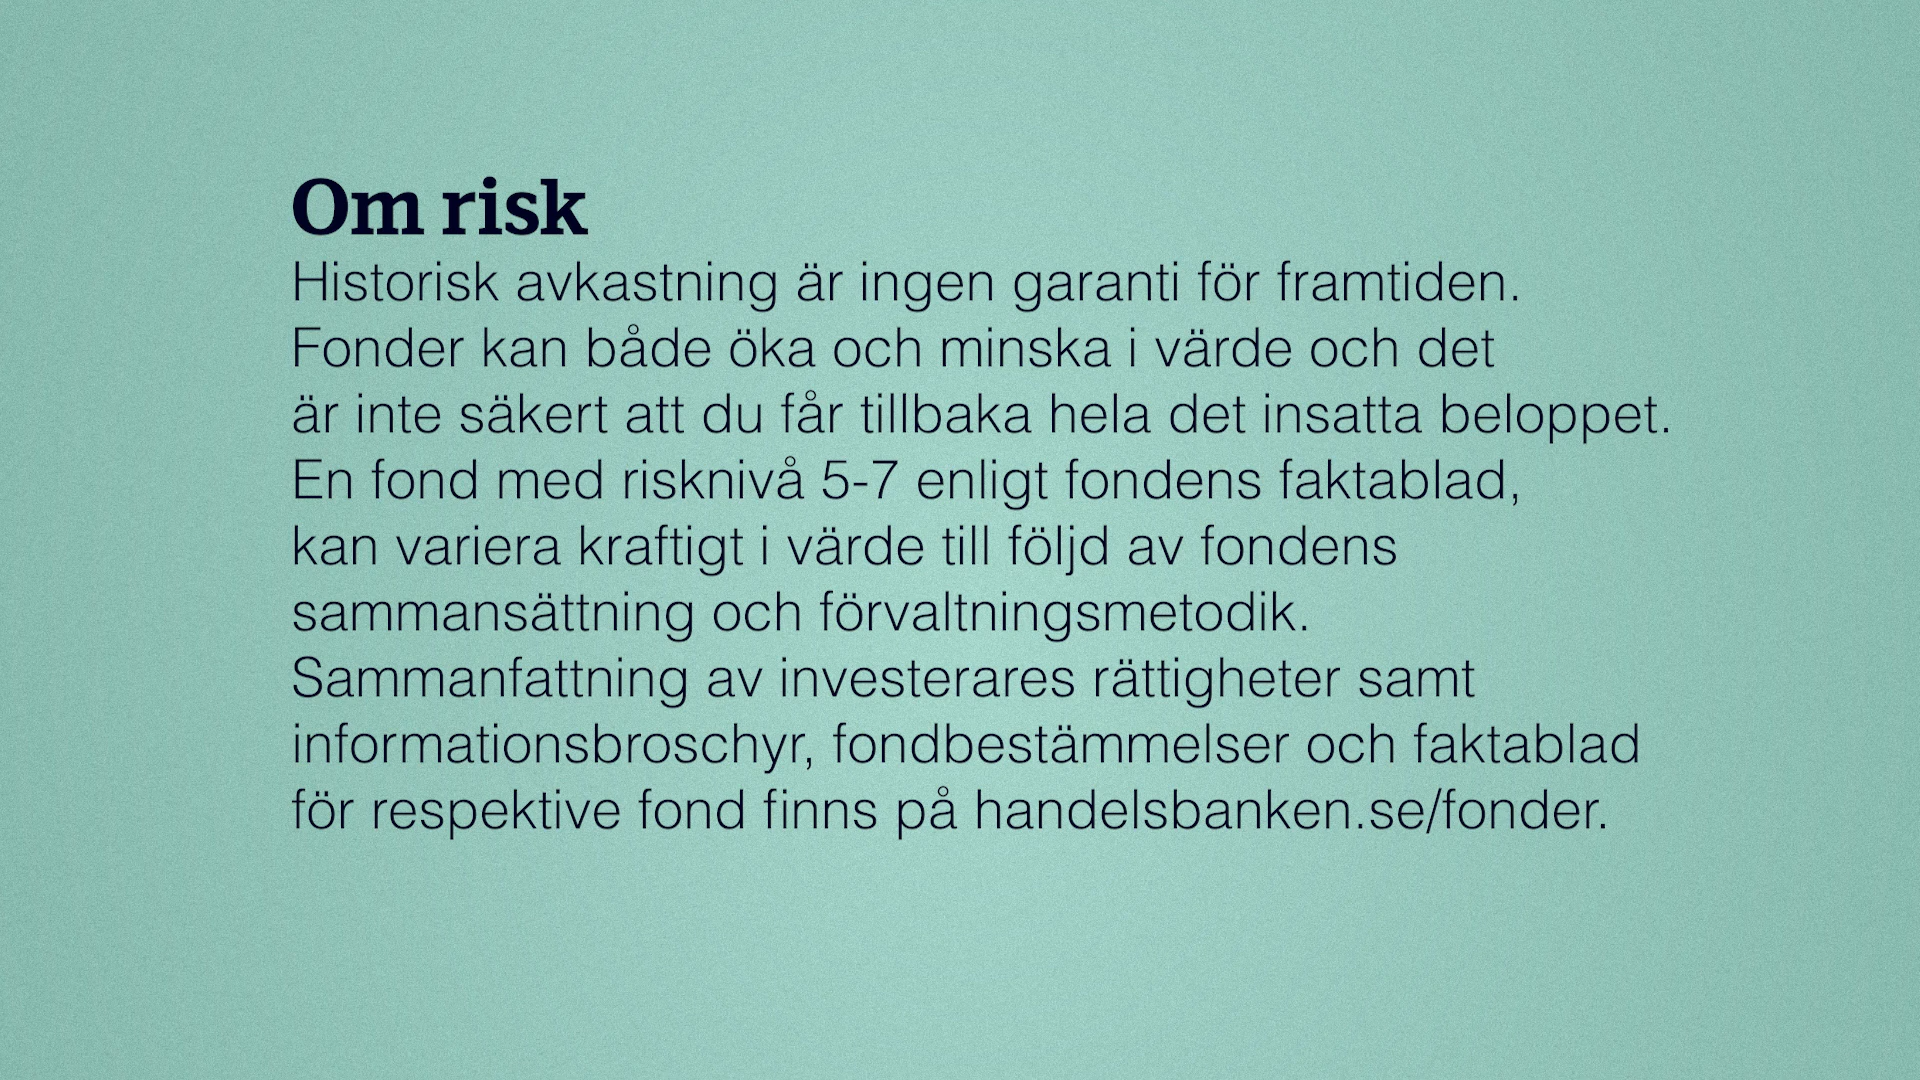 Om risk
Historisk avkastning är ingen garanti för framtiden.
Fonder kan både öka och minska i värde och det
är inte säkert att du får tillbaka hela det insatta beloppet.
En fond med risknivå 5-7 enligt fondens faktablad,
kan variera kraftigt i värde till följd av fondens
sammansättning och förvaltningsmetodik.
Sammanfattning av investerares rättigheter samt
informationsbroschyr, fondbestämmelser och faktablad
för respektive fond finns på handelsbanken.se/fonder.